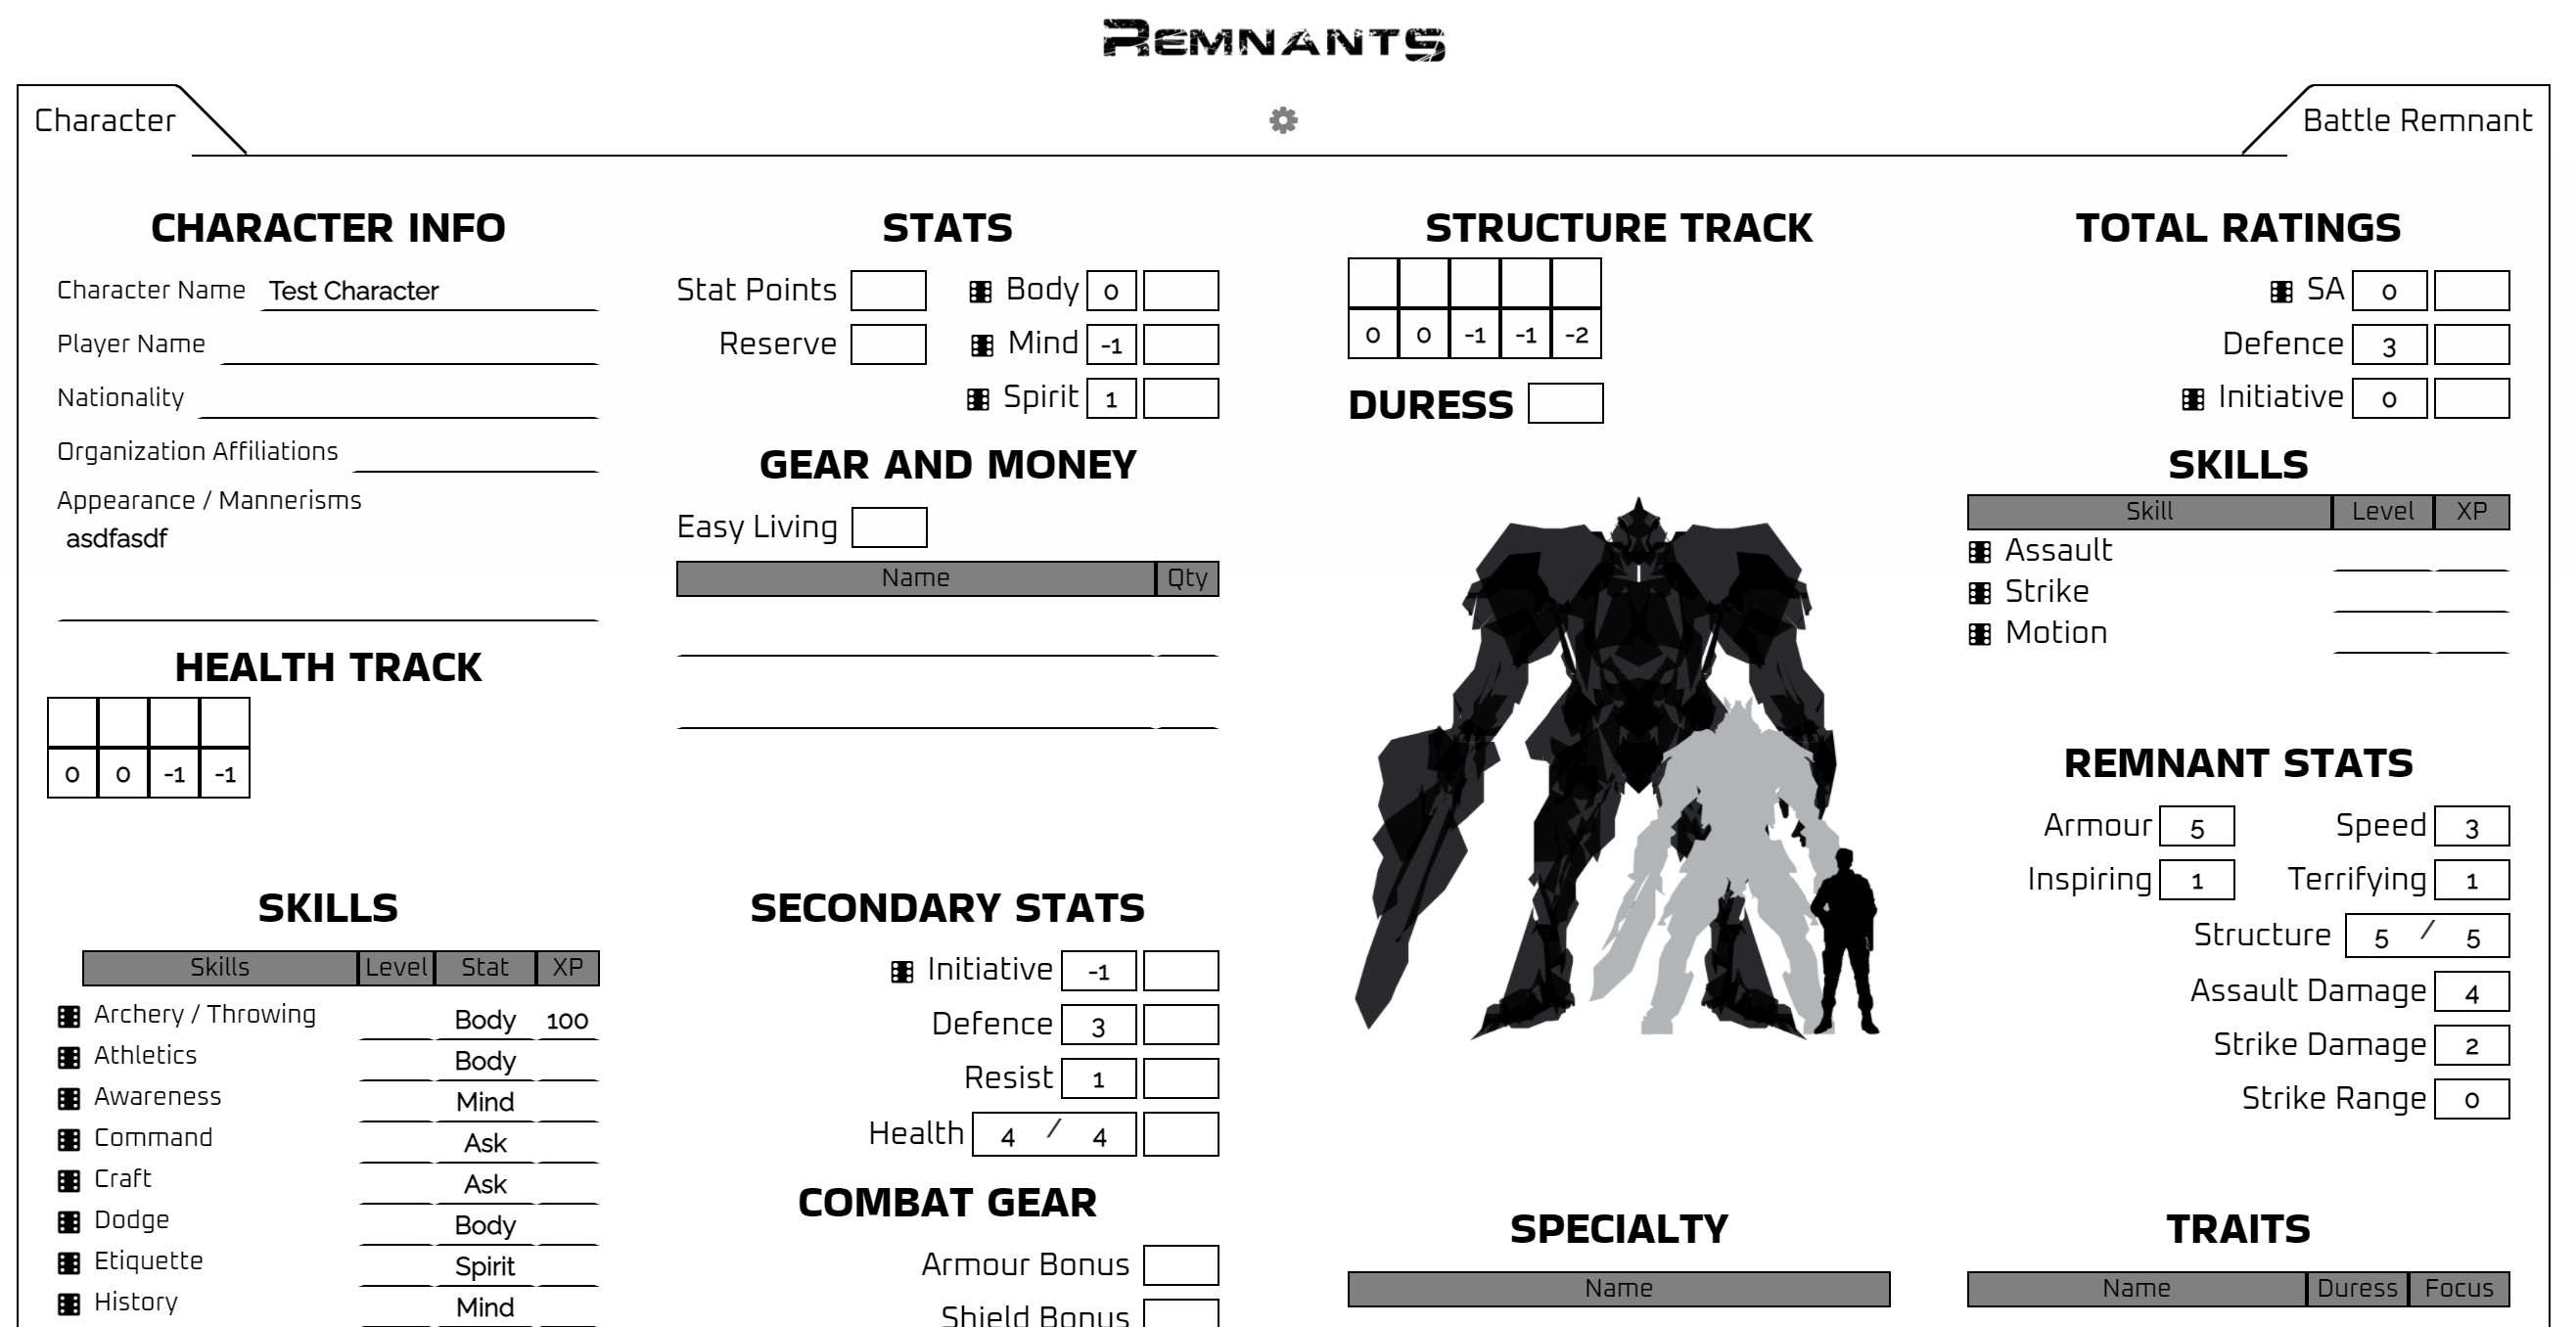 REMNANTS
Character
Battle Remnant
CHARACTER INFO
Character Name Test Character
Player Name
Nationality
Organization Affiliations
Appearance / Mannerisms
asdfasdf
HEALTH TRACK
0 0 -1 -1
SKILLS
Skills Level Stat XP
Archery / Throwing Body 100
Athletics Body
Awareness Mind
Command Ask
Craft Ask
Dodge Body
Etiquette Spirit
History Mind
STATS
Stat Points Body 0
Reserve Mind -1
Spirit 1
GEAR AND MONEY
Easy Living
Name Qty
SECONDARY STATS
Initiative -1
Defence 3
Resist 1
Health 4 / 4
COMBAT GEAR
Armour Bonus
Shield Bonus
STRUCTURE TRACK
0 0 -1 -1 -2
DURESS
SPECIALTY
Name
TOTAL RATINGS
SA 0
Defence 3
Initiative 0
SKILLS
Skill Level XP
Assault
Strike
Motion
REMNANT STATS
Armour 5 Speed 3
Inspiring 1 Terrifying 1
Structure 5 / 5
Assault Damage 4
Strike Damage 2
Strike Range 0
TRAITS
Name Duress Focus